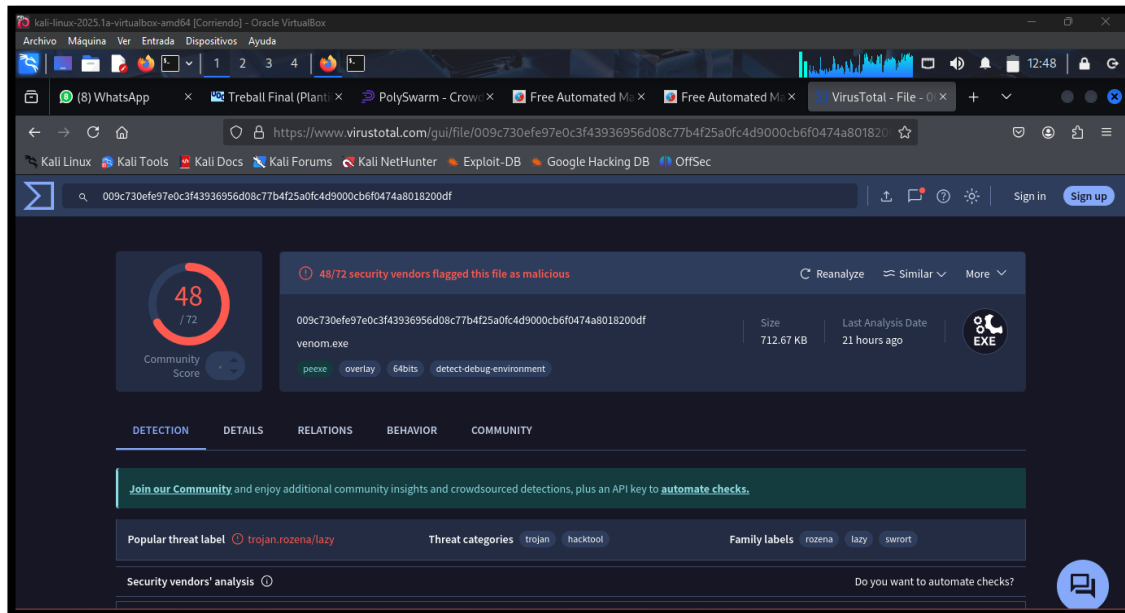 kali-linux-2025.1a-virtualbox-amd64 [Corriendo] - Oracle VirtualBox
Archivo Máquina Ver Entrada Dispositivos Ayuda
1 2 3 4 12:48
(8) WhatsApp Treball Final (Planti PolySwarm - Crowd Free Automated Ma Free Automated Ma VirusTotal - File - 0
https://www.virustotal.com/gui/file/009c730efe97e0c3f43936956d08c77b4f25a0fc4d9000cb6f0474a801820
Kali Linux Kali Tools Kali Docs Kali Forums Kali NetHunter Exploit-DB Google Hacking DB OffSec
009c730efe97e0c3f43936956d08c77b4f25a0fc4d9000cb6f0474a8018200df Sign in Sign up
48/72 security vendors flagged this file as malicious Reanalyze Similar More
48
/ 72
Community
Score
009c730efe97e0c3f43936956d08c77b4f25a0fc4d9000cb6f0474a8018200df
venom.exe
peexe overlay 64bits detect-debug-environment
Size
712.67 KB
Last Analysis Date
21 hours ago
EXE
DETECTION DETAILS RELATIONS BEHAVIOR COMMUNITY
Join our Community and enjoy additional community insights and crowdsourced detections, plus an API key to automate checks.
Popular threat label trojan.rozena/lazy Threat categories trojan hacktool Family labels rozena lazy swrort
Security vendors' analysis Do you want to automate checks?